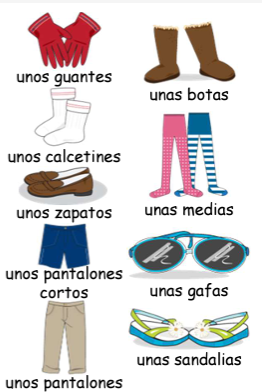 unos guantes
unas botas
unos calcetines
unos zapatos
unas medias
unos pantalones
cortos
unas gafas
unos pantalones
unas sandalias